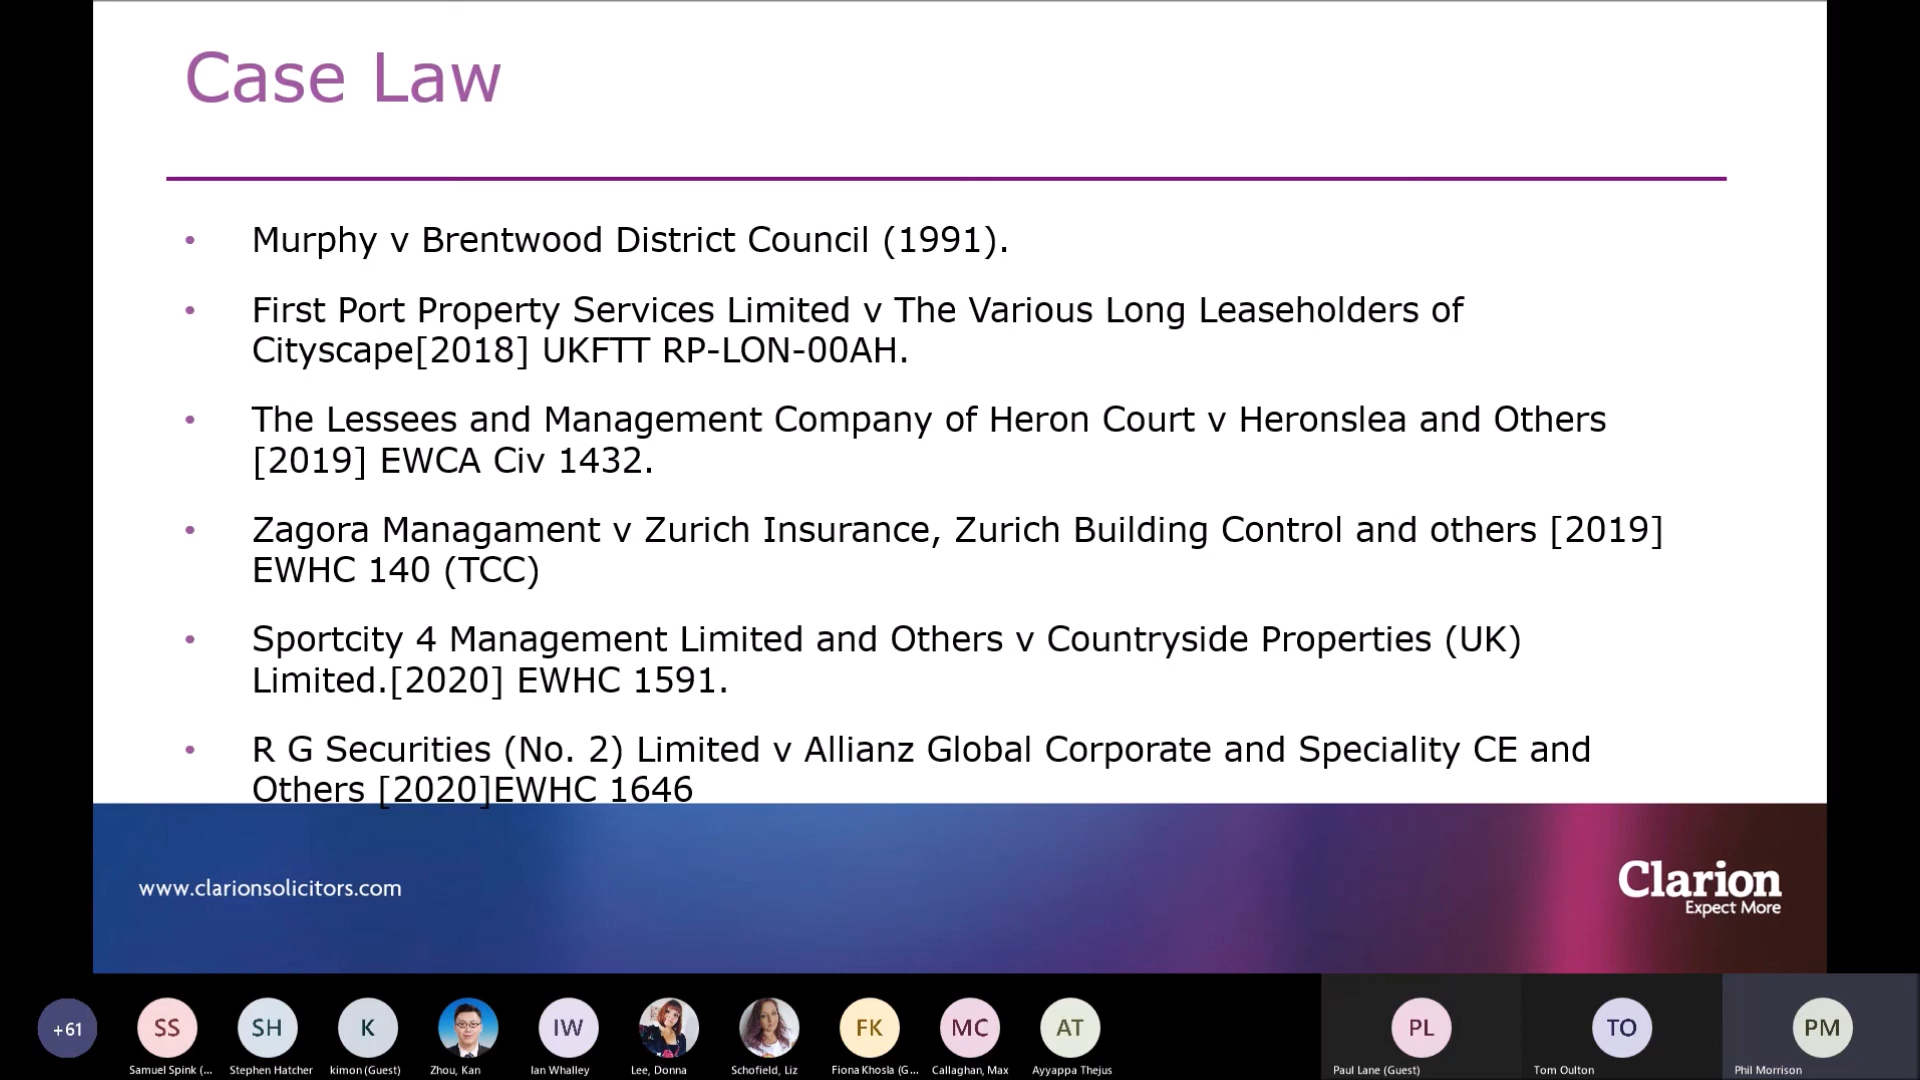 Case Law
• Murphy v Brentwood District Council (1991).
• First Port Property Services Limited v The Various Long Leaseholders of
Cityscape[2018] UKFTT RP-LON-00AH.
• The Lessees and Management Company of Heron Court v Heronslea and Others
[2019] EWCA Civ 1432.
• Zagora Managament v Zurich Insurance, Zurich Building Control and others [2019]
EWHC 140 (TCC)
• Sportcity 4 Management Limited and Others v Countryside Properties (UK)
Limited.[2020] EWHC 1591.
• R G Securities (No. 2) Limited v Allianz Global Corporate and Speciality CE and
Others [2020]EWHC 1646
www.clarionsolicitors.com
Clarion
Expect More
+61 SS SH K IW FK MC AT PL TO PM
Samuel Spink (... Stephen Hatcher kimon (Guest) Zhou, Kan Ian Whalley Lee, Donna Schofield, Liz Fiona Khosla (G... Callaghan, Max Ayyappa Thejus Paul Lane (Guest) Tom Oulton Phil Morrison